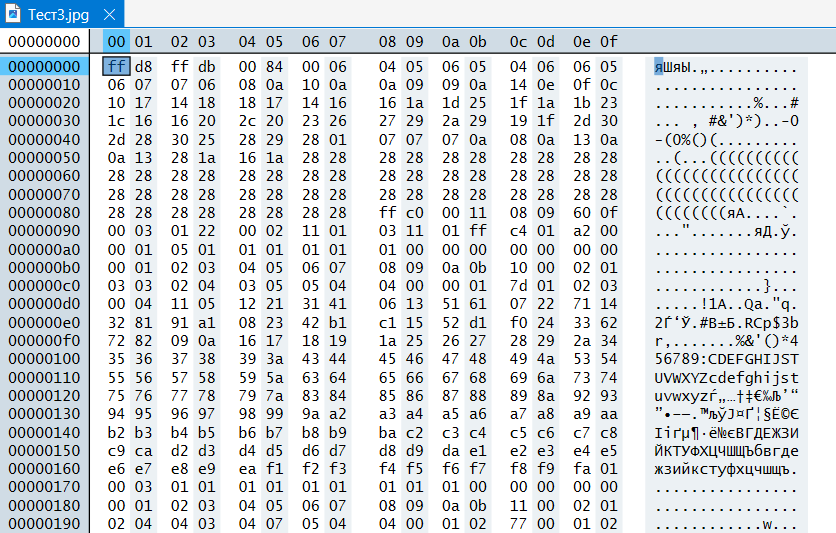 Тест3.jpg
00000000 00 01 02 03 04 05 06 07 08 09 0a 0b 0c 0d 0e 0f
00000000 ff d8 ff db 00 84 00 06 04 05 06 05 04 06 06 05 яШяЫ.„..........
00000010 06 07 07 06 08 0a 10 0a 0a 09 09 0a 14 0e 0f 0c ................
00000020 10 17 14 18 18 17 14 16 16 1a 1d 25 1f 1a 1b 23 ...........%...#
00000030 1c 16 16 20 2c 20 23 26 27 29 2a 29 19 1f 2d 30 ... , #&')*)..-0
00000040 2d 28 30 25 28 29 28 01 07 07 07 0a 08 0a 13 0a -(0%()(.........
00000050 0a 13 28 1a 16 1a 28 28 28 28 28 28 28 28 28 28 ..(...((((((((((
00000060 28 28 28 28 28 28 28 28 28 28 28 28 28 28 28 28 ((((((((((((((((
00000070 28 28 28 28 28 28 28 28 28 28 28 28 28 28 28 28 ((((((((((((((((
00000080 28 28 28 28 28 28 28 28 ff c0 00 11 08 09 60 0f ((((((((яА....`.
00000090 00 03 01 22 00 02 11 01 03 11 01 ff c4 01 a2 00 ...".......яД.ў.
000000a0 00 01 05 01 01 01 01 01 01 00 00 00 00 00 00 00 ................
000000b0 00 01 02 03 04 05 06 07 08 09 0a 0b 10 00 02 01 ................
000000c0 03 03 02 04 03 05 05 04 04 00 00 01 7d 01 02 03 ............}...
000000d0 00 04 11 05 12 21 31 41 06 13 51 61 07 22 71 14 .....!1A..Qa."q.
000000e0 32 81 91 a1 08 23 42 b1 c1 15 52 d1 f0 24 33 62 2Ѓ‘Ў.#B±Б.RСр$3b
000000f0 72 82 09 0a 16 17 18 19 1a 25 26 27 28 29 2a 34 r‚.......%&'()*4
00000100 35 36 37 38 39 3a 43 44 45 46 47 48 49 4a 53 54 56789:CDEFGHIJST
00000110 55 56 57 58 59 5a 63 64 65 66 67 68 69 6a 73 74 UVWXYZcdefghijst
00000120 75 76 77 78 79 7a 83 84 85 86 87 88 89 8a 92 93 uvwxyzѓ„…†‡€‰Љ’“
00000130 94 95 96 97 98 99 9a a2 a3 a4 a5 a6 a7 a8 a9 aa ”•–—.™љўЈ¤Ґ¦§Ё©Є
00000140 b2 b3 b4 b5 b6 b7 b8 b9 ba c2 c3 c4 c5 c6 c7 c8 Ііґµ¶·ё№єВГДЕЖЗИ
00000150 c9 ca d2 d3 d4 d5 d6 d7 d8 d9 da e1 e2 e3 e4 e5 ЙКТУФХЦЧШЩЪбвгде
00000160 e6 e7 e8 e9 ea f1 f2 f3 f4 f5 f6 f7 f8 f9 fa 01 жзийкстуфхцчшщъ.
00000170 00 03 01 01 01 01 01 01 01 01 01 00 00 00 00 00 ................
00000180 00 01 02 03 04 05 06 07 08 09 0a 0b 11 00 02 01 ................
00000190 02 04 04 03 04 07 05 04 04 00 01 02 77 00 01 02 ............w...